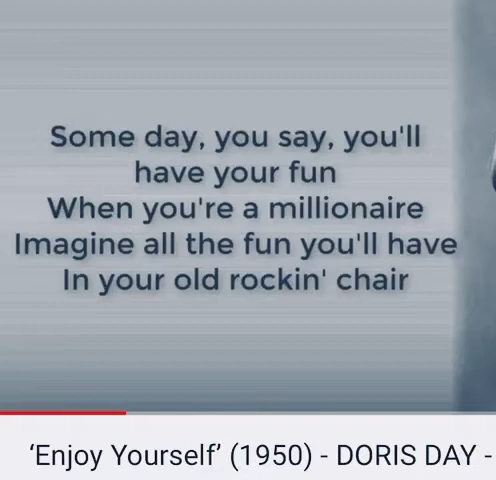 Some day, you say, you'll
have your fun
When you're a millionaire
Imagine all the fun you'll have
In your old rockin' chair
‘Enjoy Yourself’ (1950) - DORIS DAY -